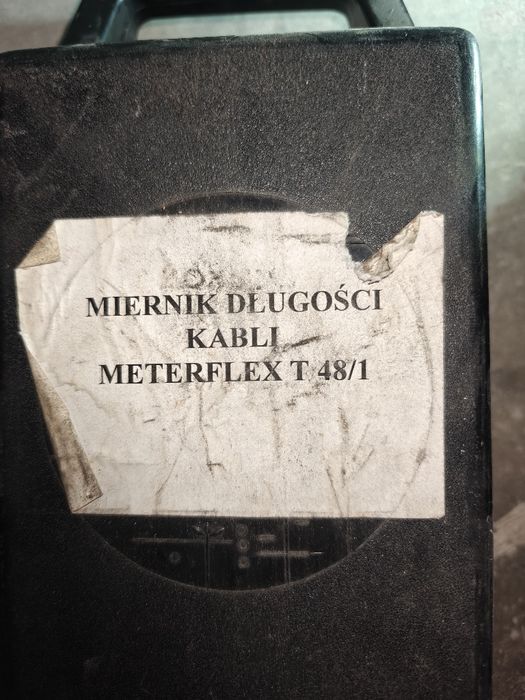 MIERNIK DŁUGOŚCI
KABLI
METERFLEX T 48/1